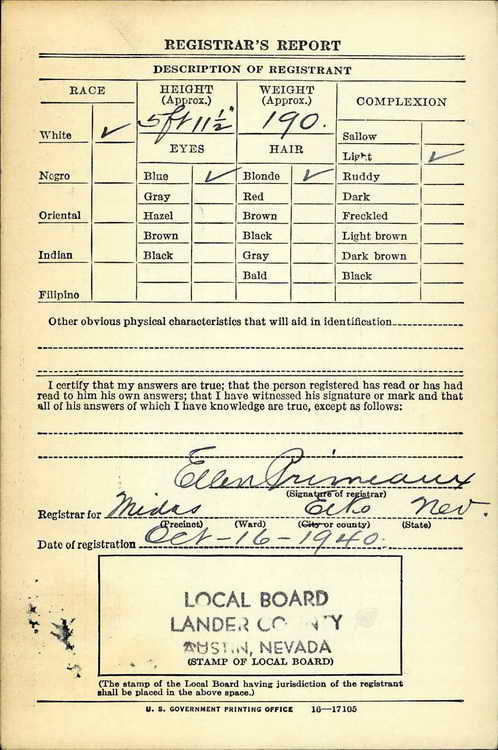 REGISTRAR'S REPORT
DESCRIPTION OF REGISTRANT
RACE
HEIGHT
(Approx.)
WEIGHT
(Approx.)
COMPLEXION
5 ft 11½"
190.
White ✓
Sallow
EYES
HAIR
Light ✓
Negro
Blue ✓
Blonde ✓
Ruddy
Gray
Red
Dark
Oriental
Hazel
Brown
Freckled
Brown
Black
Light brown
Indian
Black
Gray
Dark brown
Bald
Black
Filipino
Other obvious physical characteristics that will aid in identification
I certify that my answers are true; that the person registered has read or has had
read to him his own answers; that I have witnessed his signature or mark and that
all of his answers of which I have knowledge are true, except as follows:
Ellen Primeaux
(Signature of registrar)
Registrar for Midas Elko Nev.
(Precinct) (Ward) (City or county) (State)
Date of registration Oct-16-1940.
LOCAL BOARD
LANDER CO Y
AUSTIN, NEVADA
(STAMP OF LOCAL BOARD)
(The stamp of the Local Board having jurisdiction of the registrant
shall be placed in the above space.)
U. S. GOVERNMENT PRINTING OFFICE 16—17105